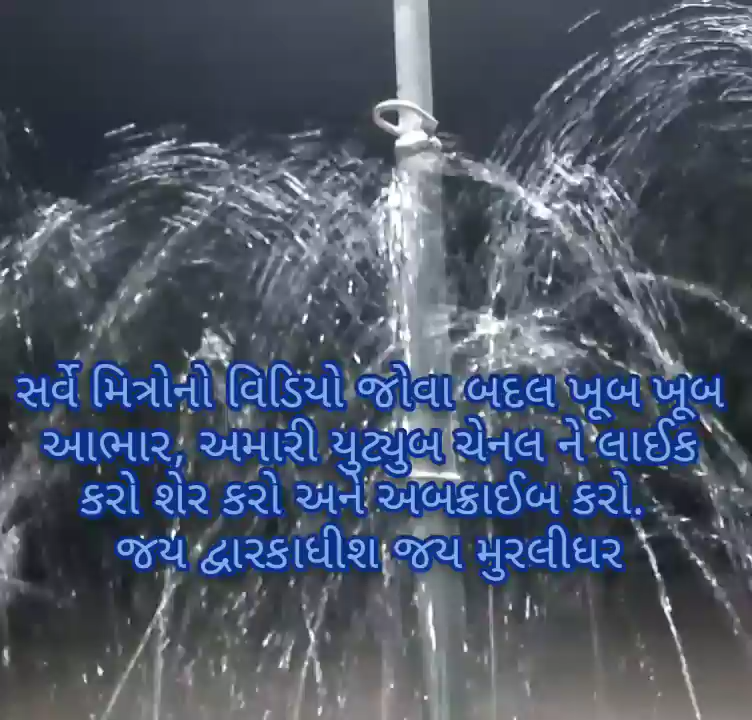 સર્વે મિત્રોનો વિડિયો જોવા બદલ ખૂબ ખૂબ
આભાર, અમારી યુટ્યુબ ચેનલ ને લાઈક
કરો શેર કરો અને અબક્રાઈબ કરો.
જય દ્વારકાધીશ જય મુરલીધર